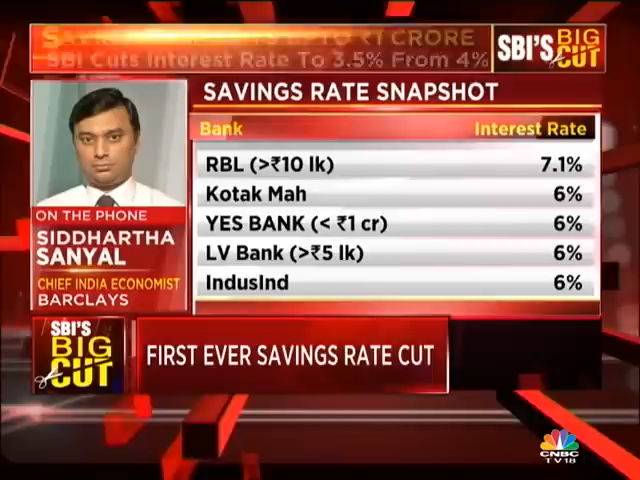 ₹1 CRORE
SBI Cuts Interest Rate To 3.5% From 4%
SBI'S BIG CUT
SAVINGS RATE SNAPSHOT
Bank Interest Rate
RBL (>₹10 lk) 7.1%
Kotak Mah 6%
YES BANK (< ₹1 cr) 6%
LV Bank (>₹5 lk) 6%
IndusInd 6%
ON THE PHONE
SIDDHARTHA
SANYAL
CHIEF INDIA ECONOMIST
BARCLAYS
SBI'S
BIG
CUT
FIRST EVER SAVINGS RATE CUT
CNBC
TV18